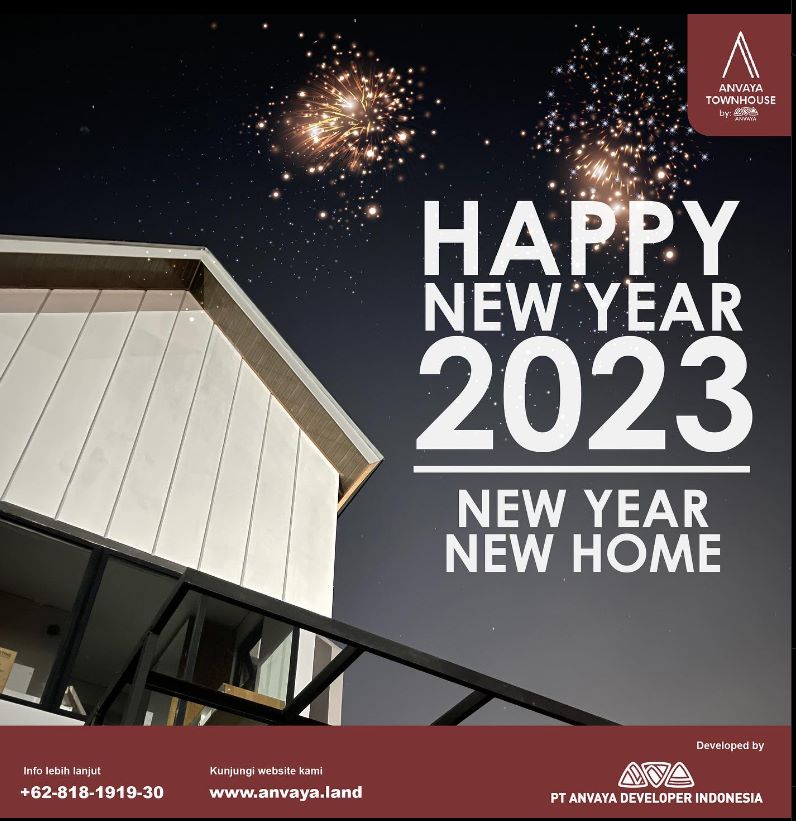 ANVAYA
TOWNHOUSE
by: ANVAYA
HAPPY
NEW YEAR
2023
NEW YEAR
NEW HOME
Developed by
Info lebih lanjut
+62-818-1919-30
Kunjungi website kami
www.anvaya.land
PT ANVAYA DEVELOPER INDONESIA